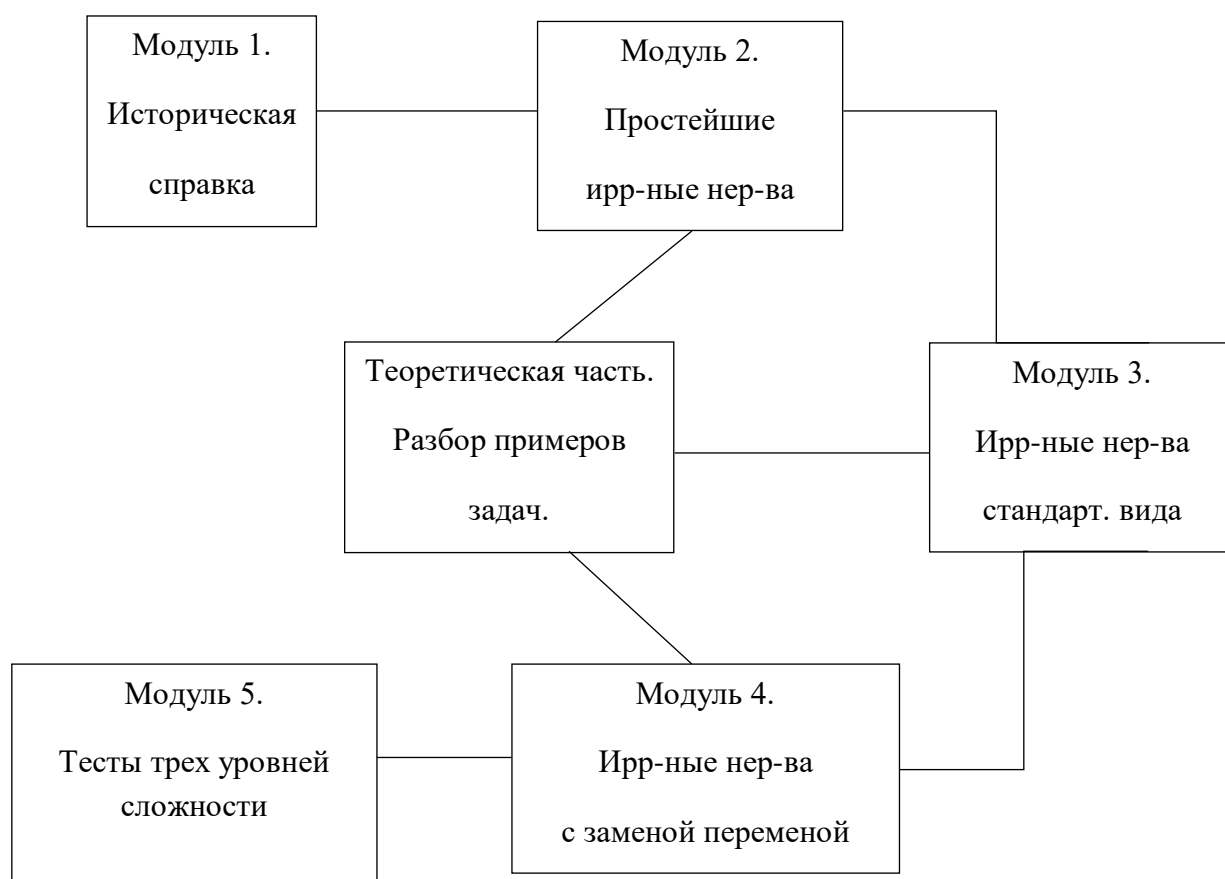 Модуль 1.
Историческая
справка
Модуль 2.
Простейшие
ирр-ные нер-ва
Теоретическая часть.
Разбор примеров
задач.
Модуль 3.
Ирр-ные нер-ва
стандарт. вида
Модуль 5.
Тесты трех уровней
сложности
Модуль 4.
Ирр-ные нер-ва
с заменой переменой